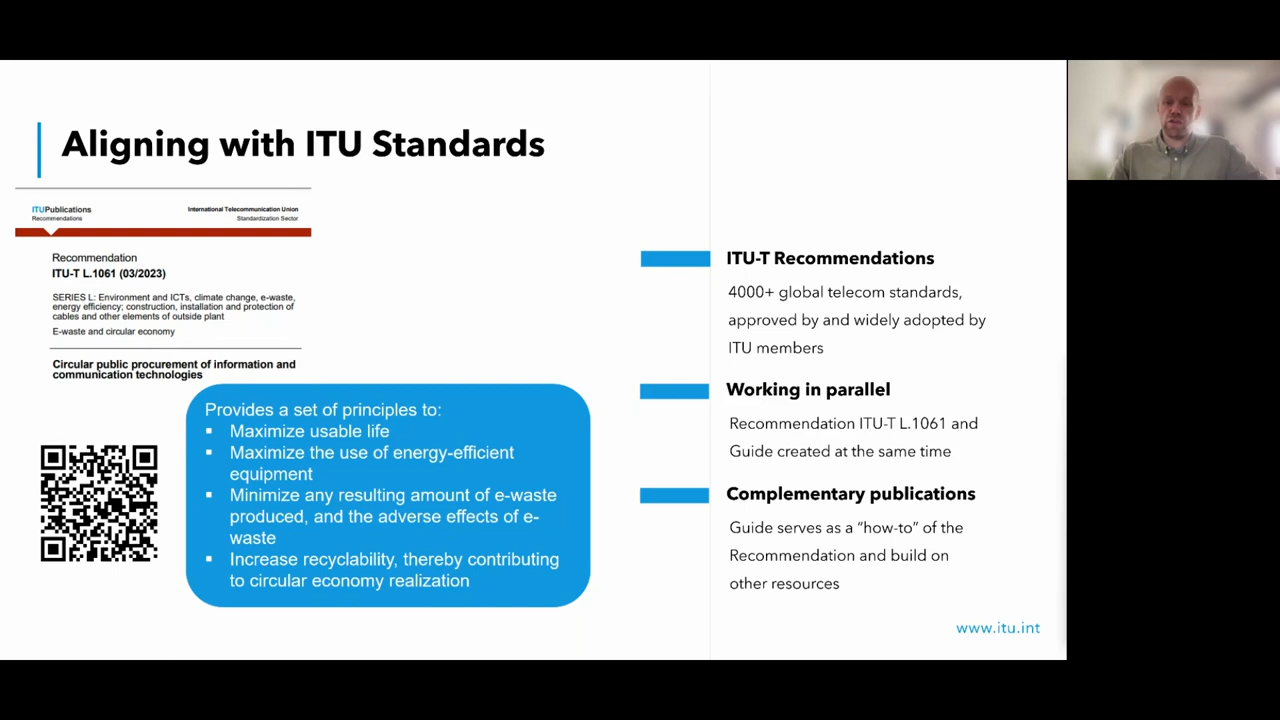 Aligning with ITU Standards
ITUPublications
Recommendations
International Telecommunication Union
Standardization Sector
Recommendation
ITU-T L.1061 (03/2023)
SERIES L: Environment and ICTs, climate change, e-waste,
energy efficiency; construction, installation and protection of
cables and other elements of outside plant
E-waste and circular economy
Circular public procurement of information and
communication technologies
Provides a set of principles to:
▪ Maximize usable life
▪ Maximize the use of energy-efficient
equipment
▪ Minimize any resulting amount of e-waste
produced, and the adverse effects of e-
waste
▪ Increase recyclability, thereby contributing
to circular economy realization
ITU-T Recommendations
4000+ global telecom standards,
approved by and widely adopted by
ITU members
Working in parallel
Recommendation ITU-T L.1061 and
Guide created at the same time
Complementary publications
Guide serves as a “how-to” of the
Recommendation and build on
other resources
www.itu.int